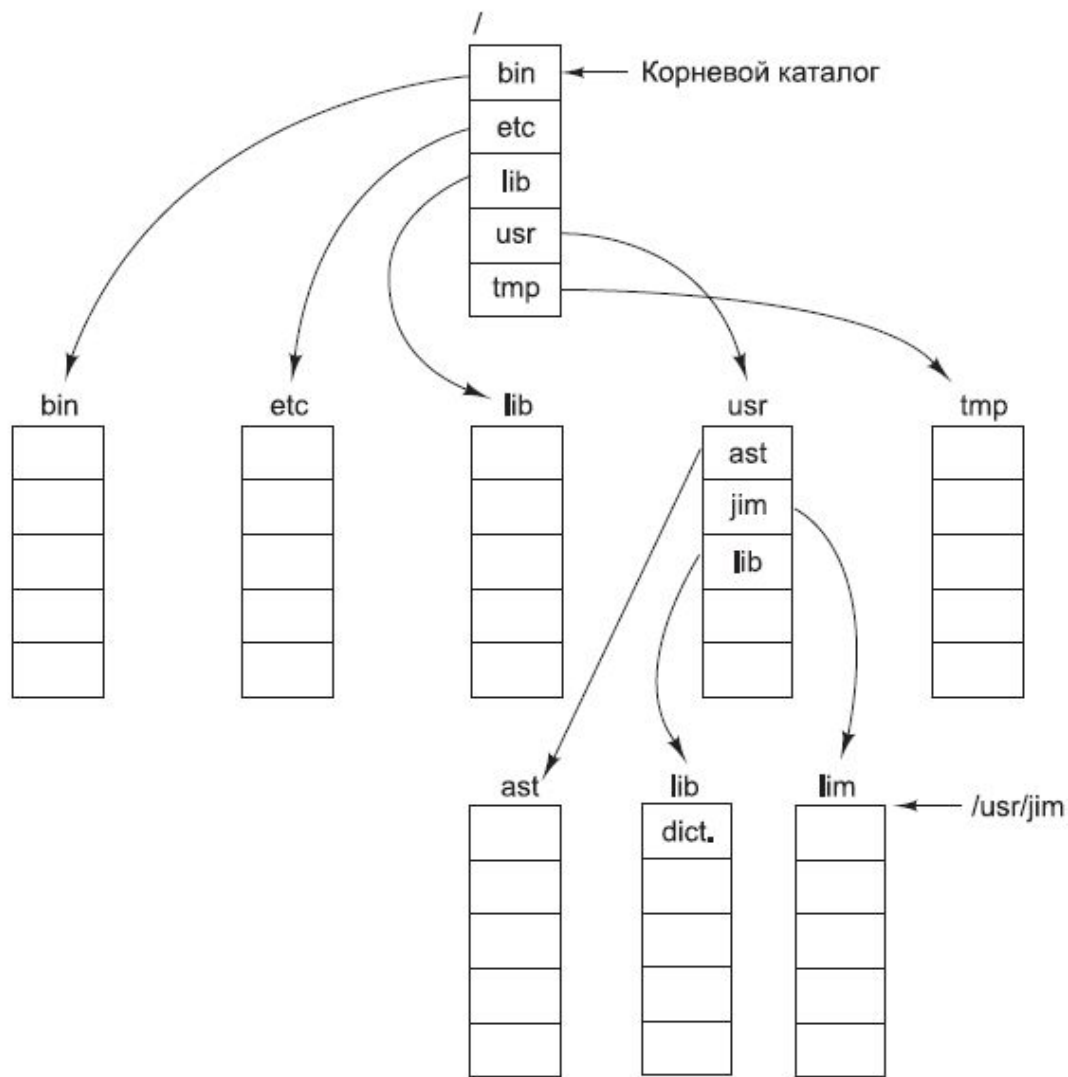 /
bin
Корневой каталог
etc
lib
usr
tmp
bin
etc
lib
usr
tmp
ast
jim
lib
ast
lib
lim
/usr/jim
dict.